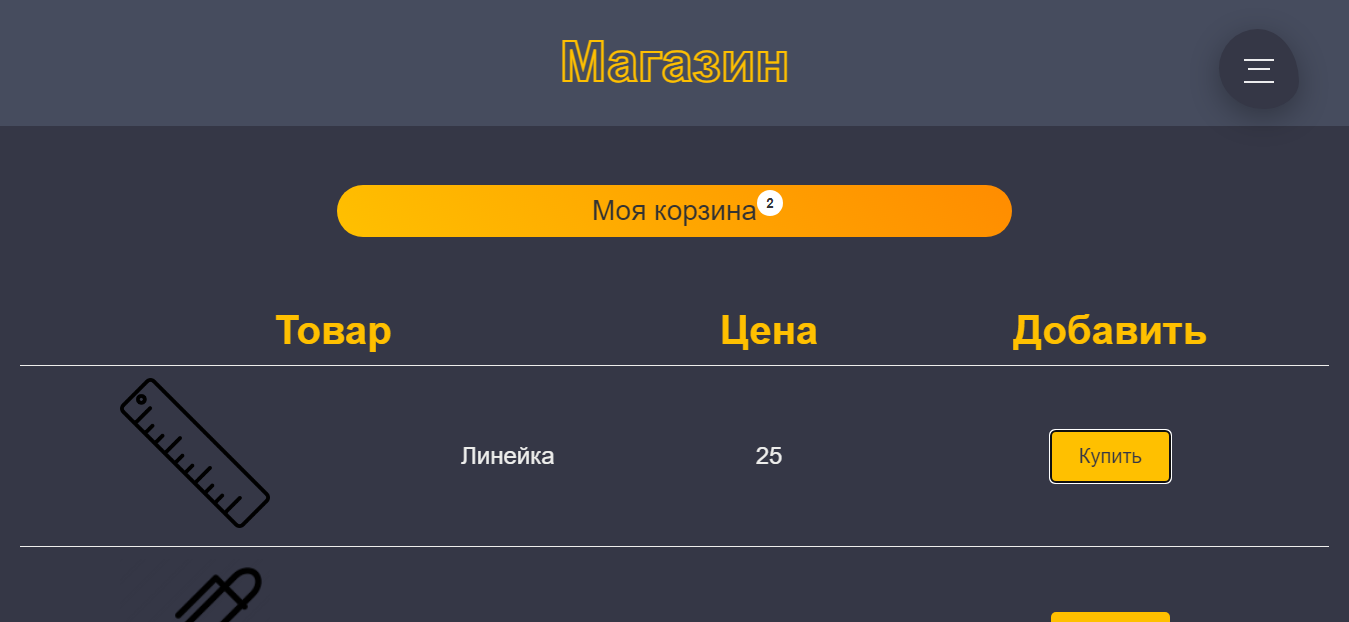 Магазин
Моя корзина 2
Товар Цена Добавить
Линейка 25 Купить